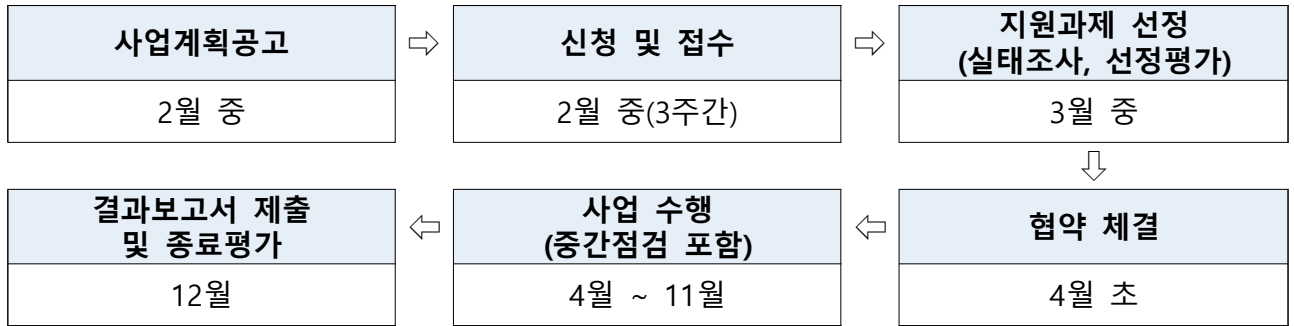 사업계획공고
⇨
신청 및 접수
⇨
지원과제 선정
(실태조사, 선정평가)
2월 중
2월 중(3주간)
3월 중
⇩
결과보고서 제출
및 종료평가
⇦
사업 수행
(중간점검 포함)
⇦
협약 체결
12월
4월 ~ 11월
4월 초